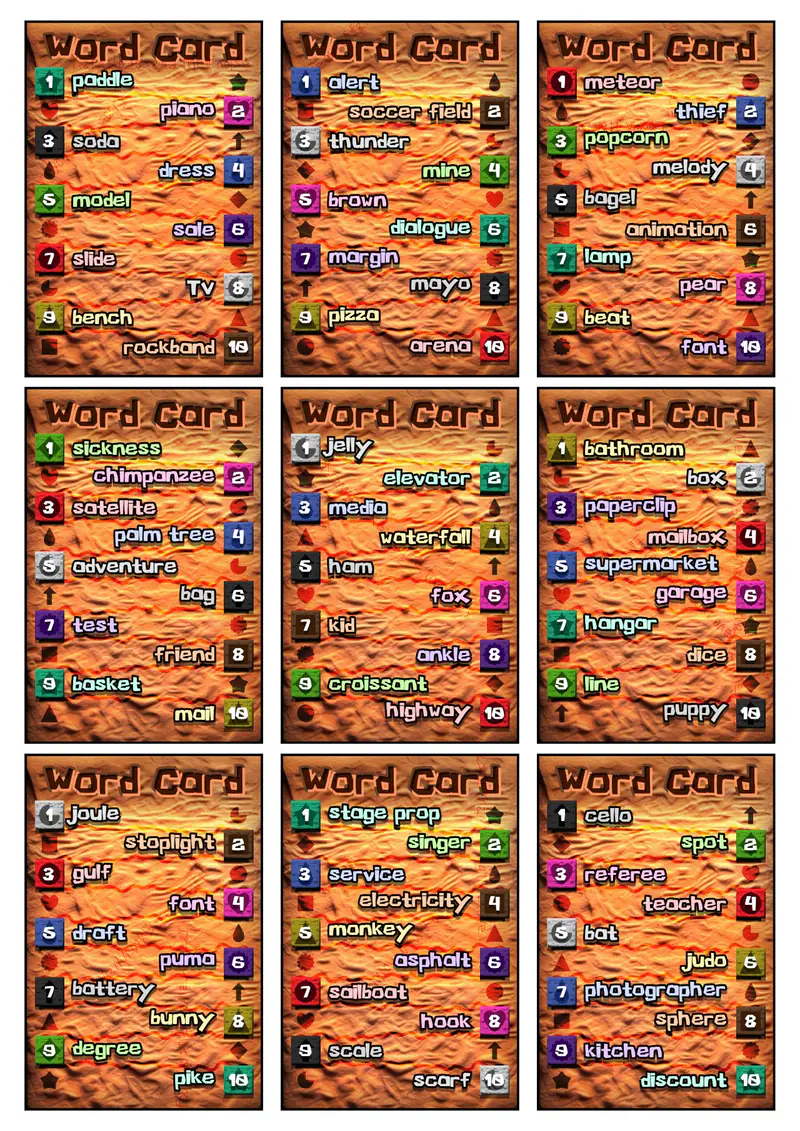 Word Card
1 paddle
piano 2
3 soda
dress 4
5 model
sale 6
7 slide
TV 8
9 bench
rockband 10
Word Card
1 alert
soccer field 2
3 thunder
mine 4
5 brown
dialogue 6
7 margin
mayo 8
9 pizza
arena 10
Word Card
1 meteor
thief 2
3 popcorn
melody 4
5 bagel
animation 6
7 lamp
pear 8
9 beat
font 10
Word Card
1 sickness
chimpanzee 2
3 satellite
palm tree 4
5 adventure
bag 6
7 test
friend 8
9 basket
mail 10
Word Card
1 jelly
elevator 2
3 media
waterfall 4
5 ham
fox 6
7 kid
ankle 8
9 croissant
highway 10
Word Card
1 bathroom
box 2
3 paperclip
mailbox 4
5 supermarket
garage 6
7 hangar
dice 8
9 line
puppy 10
Word Card
1 joule
stoplight 2
3 gulf
font 4
5 draft
puma 6
7 battery
bunny 8
9 degree
pike 10
Word Card
1 stage prop
singer 2
3 service
electricity 4
5 monkey
asphalt 6
7 sailboat
hook 8
9 scale
scarf 10
Word Card
1 cello
spot 2
3 referee
teacher 4
5 bat
judo 6
7 photographer
sphere 8
9 kitchen
discount 10